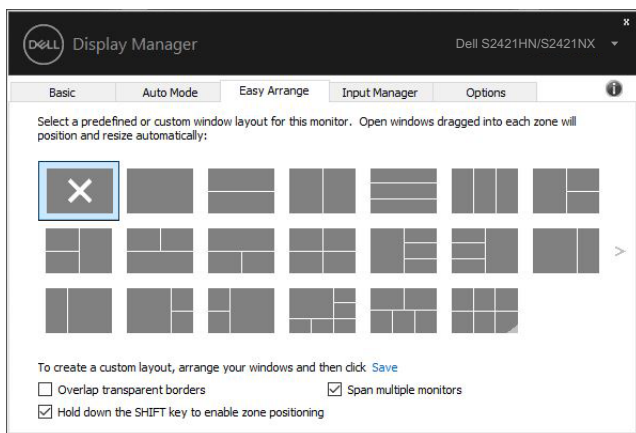 x
DELL Display Manager
Dell S2421HN/S2421NX
Basic Auto Mode Easy Arrange Input Manager Options
Select a predefined or custom window layout for this monitor. Open windows dragged into each zone will
position and resize automatically:
To create a custom layout, arrange your windows and then click Save
Overlap transparent borders Span multiple monitors
Hold down the SHIFT key to enable zone positioning